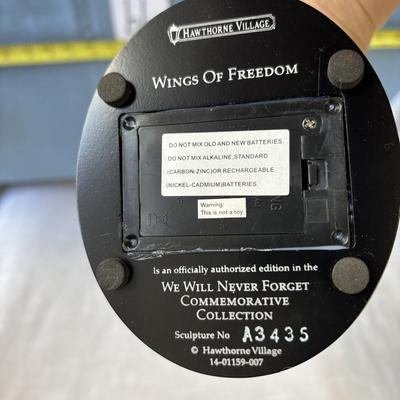 HAWTHORNE VILLAGE
WINGS OF FREEDOM
DO NOT MIX OLD AND NEW BATTERIES.
DO NOT MIX ALKALINE, STANDARD
(CARBON-ZINC)OR RECHARGEABLE
(NICKEL-CADMIUM)BATTERIES.
Warning:
This is not a toy.
Is an officially authorized edition in the
WE WILL NEVER FORGET
COMMEMORATIVE
COLLECTION
Sculpture No A3435
© Hawthorne Village
14-01159-007